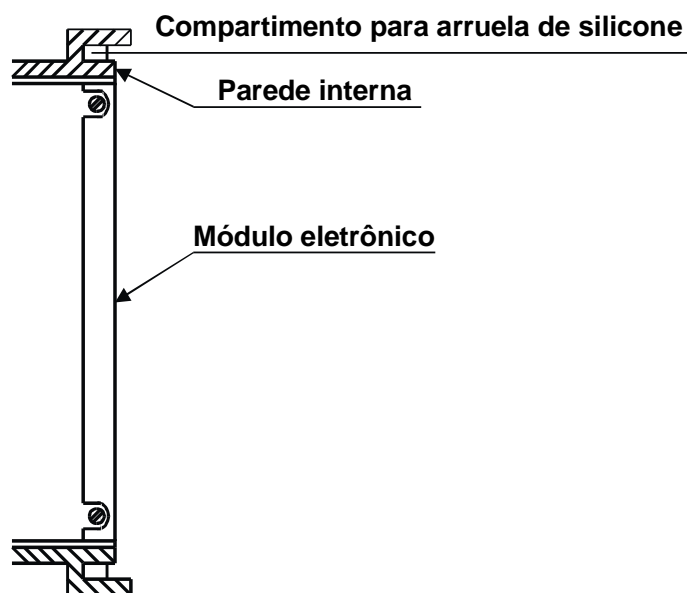 Compartimento para arruela de silicone
Parede interna
Módulo eletrônico